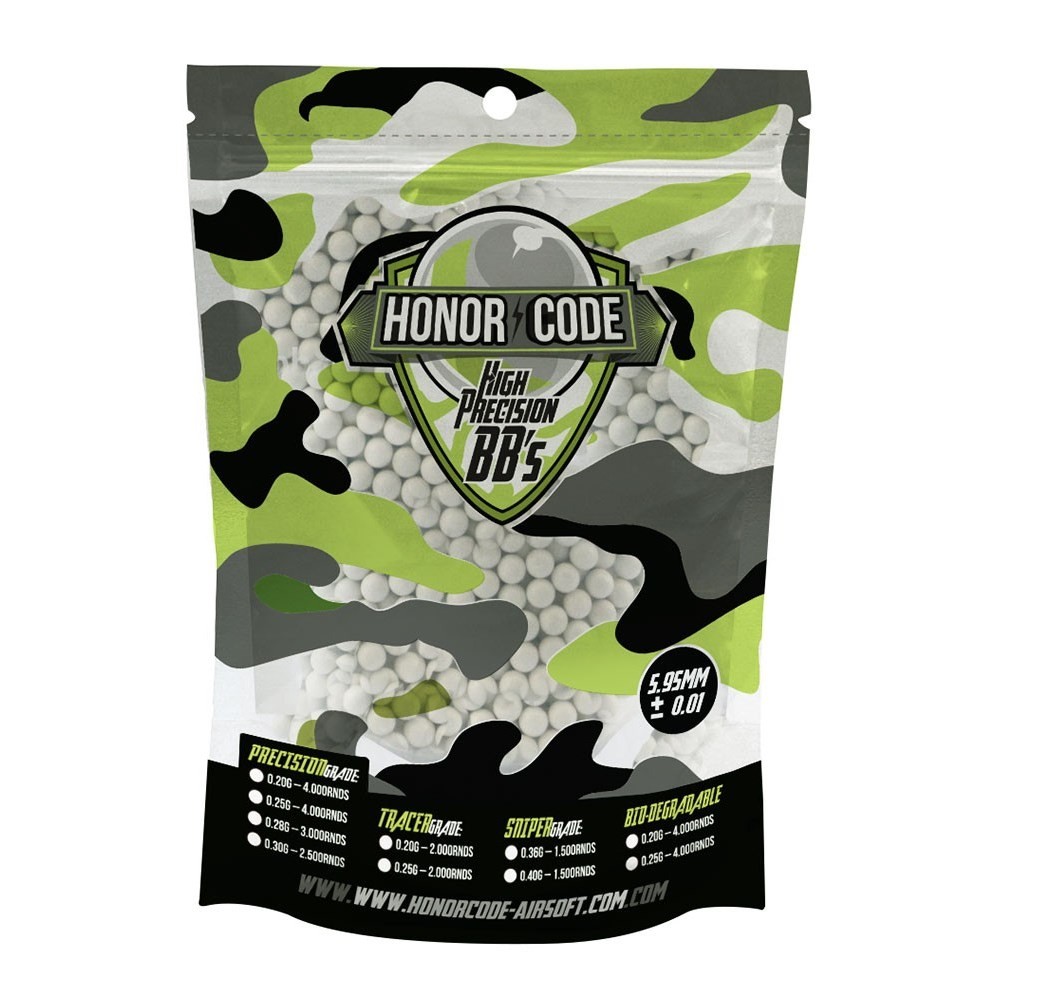 HONOR CODE
HIGH
PRECISION
BB's
5.95MM
± 0.01
PRECISIONGRADE:
0.20G – 4.000RNDS
0.25G – 4.000RNDS
0.28G – 3.000RNDS
0.30G – 2.500RNDS
TRACERGRADE:
0.20G – 2.000RNDS
0.25G – 2.000RNDS
SNIPERGRADE:
0.36G – 1.500RNDS
0.40G – 1.500RNDS
BIO-DEGRADABLE
0.20G – 4.000RNDS
0.25G – 4.000RNDS
WWW.WWW.HONORCODE-AIRSOFT.COM.COM